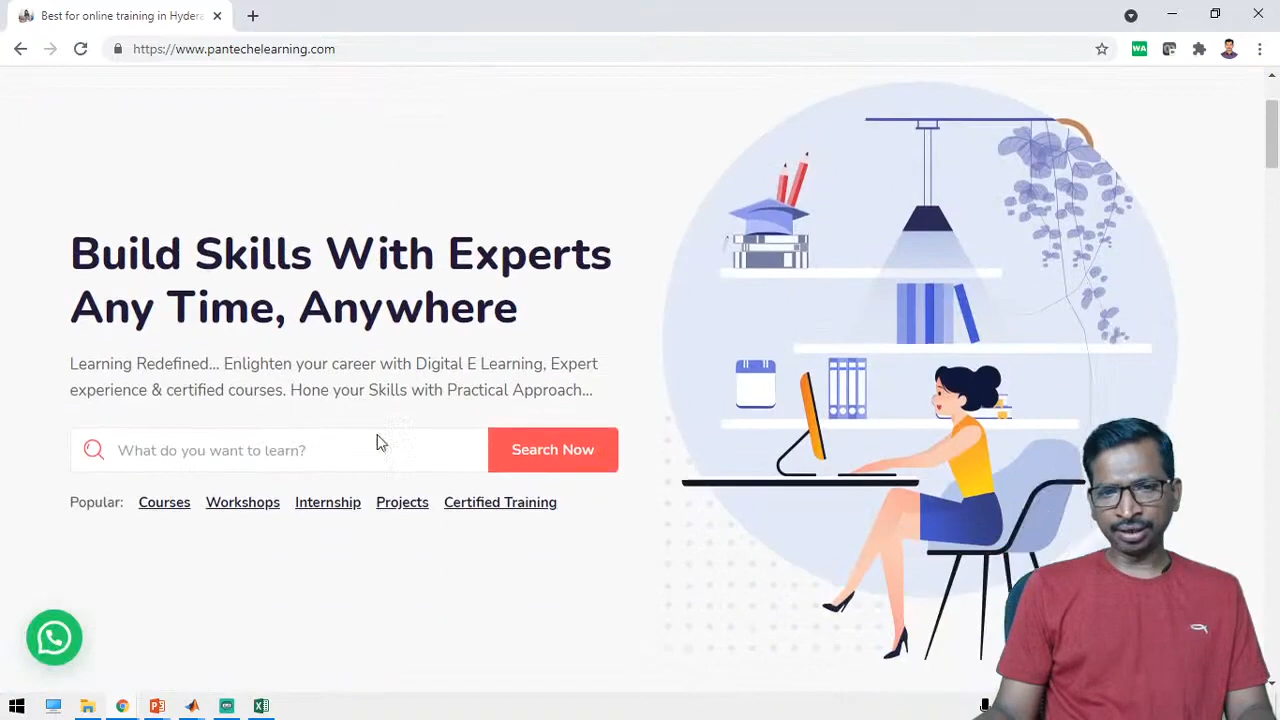 Best for online training in Hydera
https://www.pantechelearning.com
WA
Build Skills With Experts
Any Time, Anywhere
Learning Redefined... Enlighten your career with Digital E Learning, Expert
experience & certified courses. Hone your Skills with Practical Approach...
What do you want to learn?
Search Now
Popular: Courses Workshops Internship Projects Certified Training